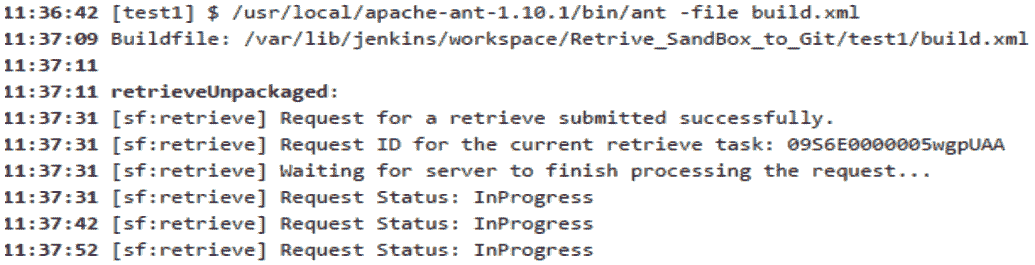 11:36:42 [test1] $ /usr/local/apache-ant-1.10.1/bin/ant -file build.xml
11:37:09 Buildfile: /var/lib/jenkins/workspace/Retrive_SandBox_to_Git/test1/build.xml
11:37:11
11:37:11 retrieveUnpackaged:
11:37:31 [sf:retrieve] Request for a retrieve submitted successfully.
11:37:31 [sf:retrieve] Request ID for the current retrieve task: 09S6E0000005wgpUAA
11:37:31 [sf:retrieve] Waiting for server to finish processing the request...
11:37:31 [sf:retrieve] Request Status: InProgress
11:37:42 [sf:retrieve] Request Status: InProgress
11:37:52 [sf:retrieve] Request Status: InProgress